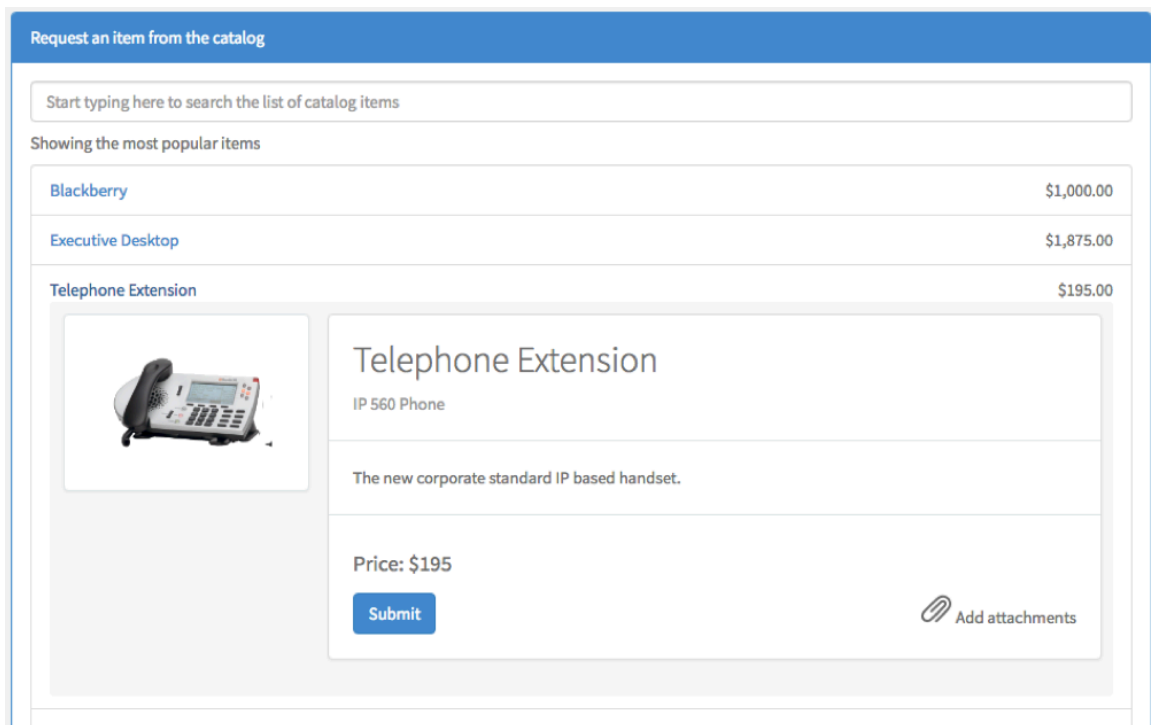 Request an item from the catalog
Start typing here to search the list of catalog items
Showing the most popular items
Blackberry $1,000.00
Executive Desktop $1,875.00
Telephone Extension $195.00
Telephone Extension
IP 560 Phone
The new corporate standard IP based handset.
Price: $195
Submit
Add attachments